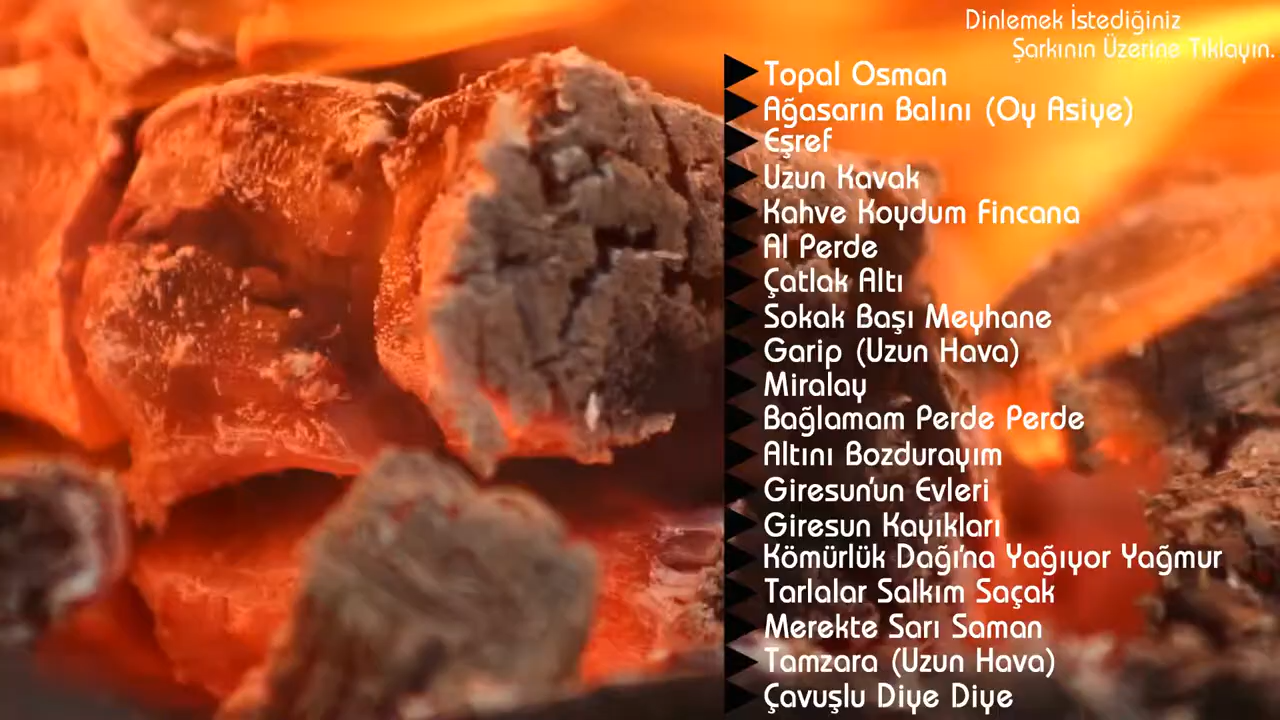 Dinlemek İstediğiniz
Şarkının Üzerine Tıklayın.
Topal Osman
Ağasarın Balını (Oy Asiye)
Eşref
Uzun Kavak
Kahve Koydum Fincana
Al Perde
Çatlak Altı
Sokak Başı Meyhane
Garip (Uzun Hava)
Miralay
Bağlamam Perde Perde
Altını Bozdurayım
Giresun'un Evleri
Giresun Kayıkları
Kömürlük Dağı'na Yağıyor Yağmur
Tarlalar Salkım Saçak
Merekte Sarı Saman
Tamzara (Uzun Hava)
Çavuşlu Diye Diye